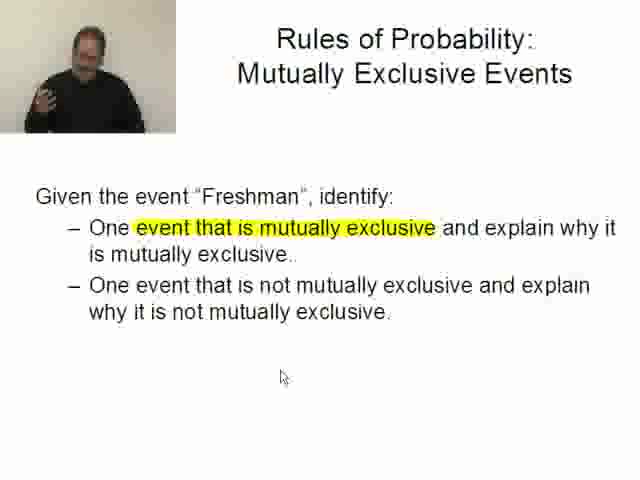 Rules of Probability:
Mutually Exclusive Events
Given the event "Freshman", identify:
– One event that is mutually exclusive and explain why it
is mutually exclusive..
– One event that is not mutually exclusive and explain
why it is not mutually exclusive.